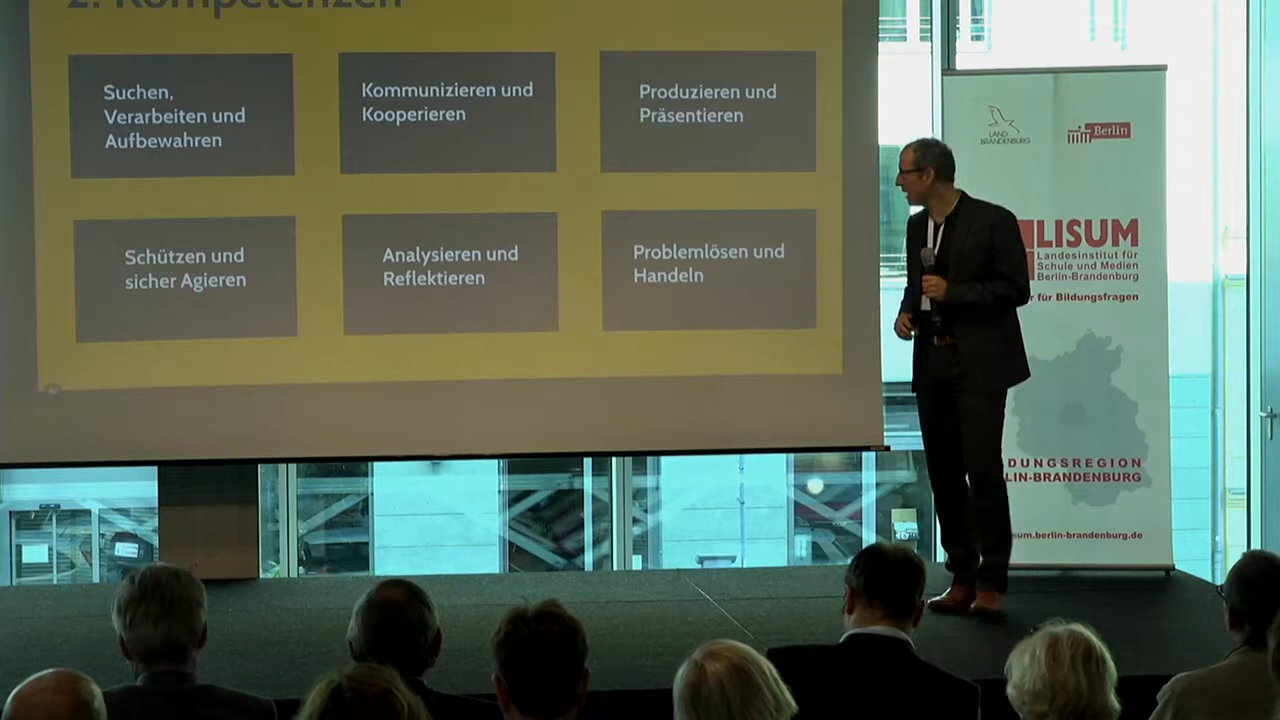 2. Kompetenzen
Suchen,
Verarbeiten und
Aufbewahren
Kommunizieren und
Kooperieren
Produzieren und
Präsentieren
Schützen und
sicher Agieren
Analysieren und
Reflektieren
Problemlösen und
Handeln
LAND
BRANDENBURG
Berlin
LISUM
Landesinstitut für
Schule und Medien
Berlin-Brandenburg
für Bildungsfragen
DUNGSREGION
LIN-BRANDENBURG
sum.berlin-brandenburg.de